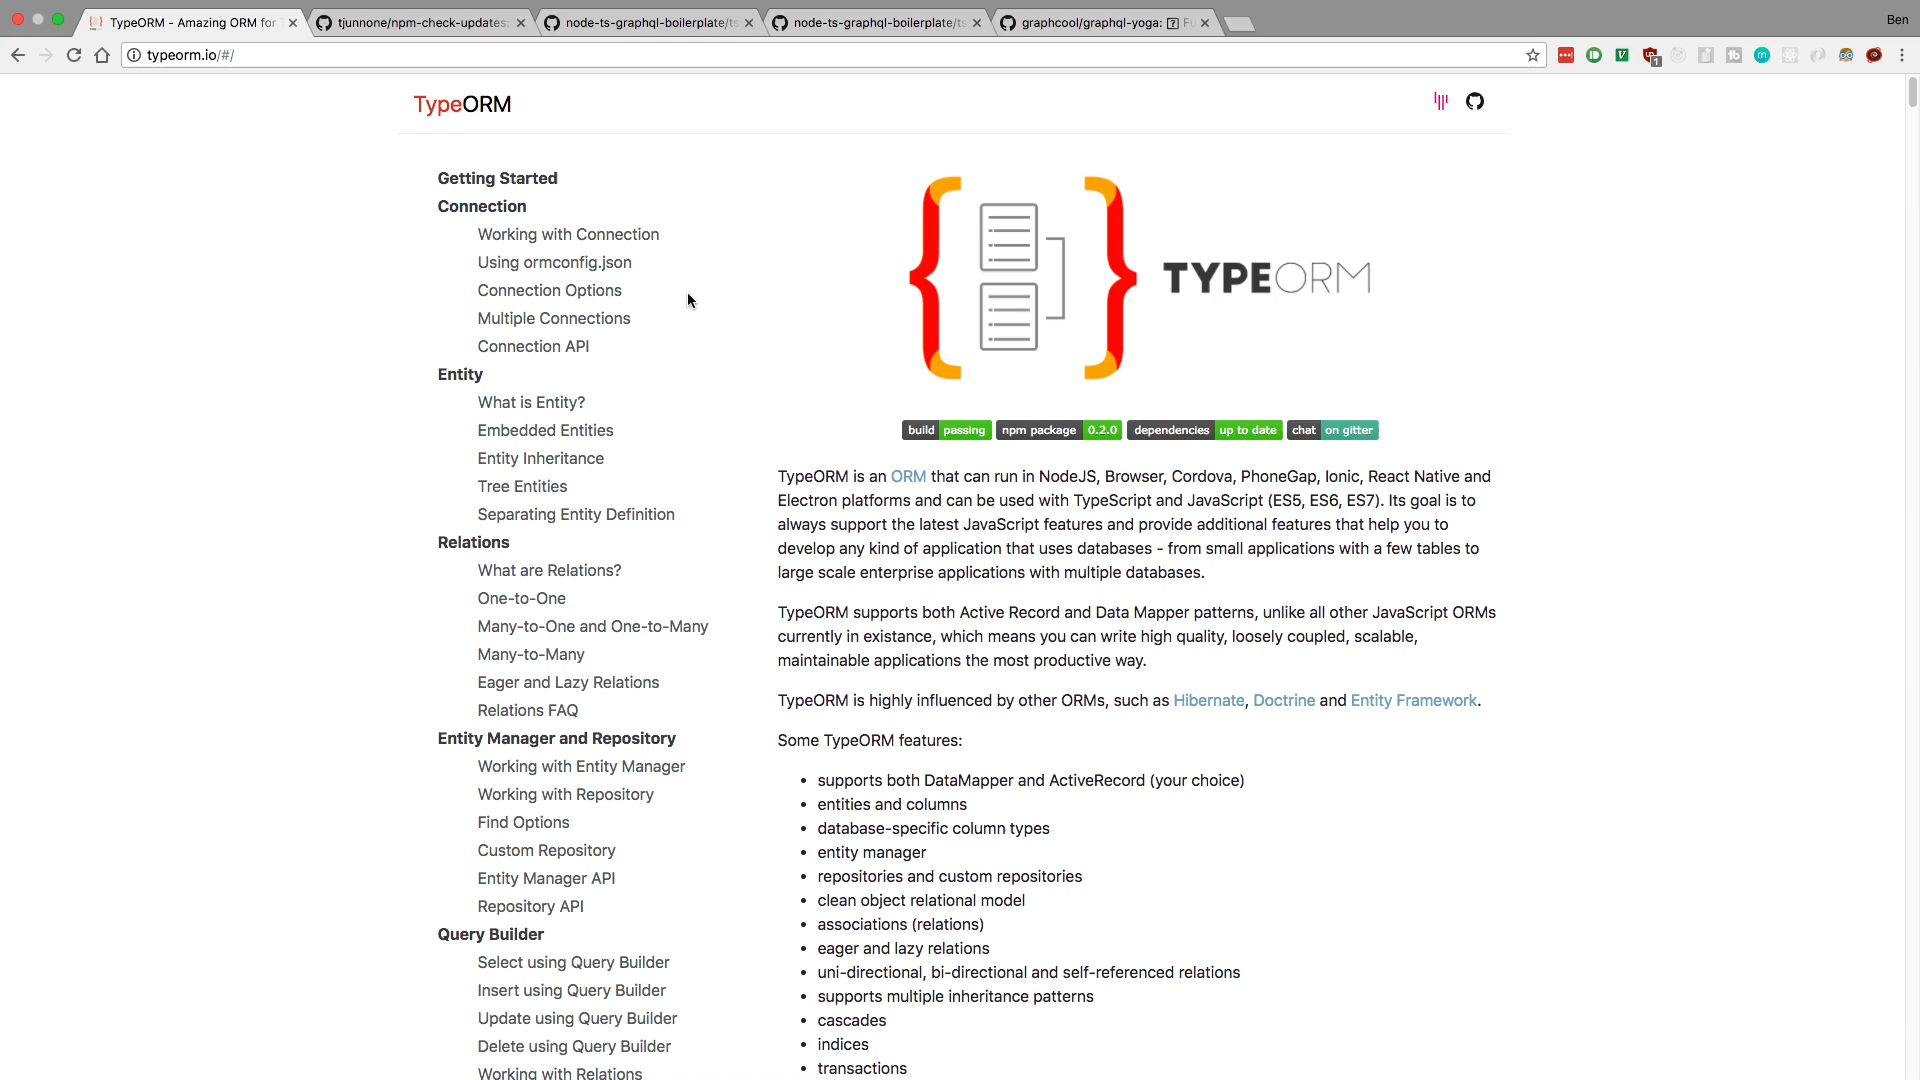 TypeORM - Amazing ORM for
tjunnone/npm-check-updates:
node-ts-graphql-boilerplate/ts
node-ts-graphql-boilerplate/ts
graphcool/graphql-yoga: ? Fu
Ben
typeorm.io/#/
1
TypeORM
Getting Started
Connection
Working with Connection
Using ormconfig.json
Connection Options
Multiple Connections
Connection API
Entity
What is Entity?
Embedded Entities
Entity Inheritance
Tree Entities
Separating Entity Definition
Relations
What are Relations?
One-to-One
Many-to-One and One-to-Many
Many-to-Many
Eager and Lazy Relations
Relations FAQ
Entity Manager and Repository
Working with Entity Manager
Working with Repository
Find Options
Custom Repository
Entity Manager API
Repository API
Query Builder
Select using Query Builder
Insert using Query Builder
Update using Query Builder
Delete using Query Builder
Working with Relations
TYPEORM
build passing npm package 0.2.0 dependencies up to date chat on gitter
TypeORM is an ORM that can run in NodeJS, Browser, Cordova, PhoneGap, Ionic, React Native and
Electron platforms and can be used with TypeScript and JavaScript (ES5, ES6, ES7). Its goal is to
always support the latest JavaScript features and provide additional features that help you to
develop any kind of application that uses databases - from small applications with a few tables to
large scale enterprise applications with multiple databases.
TypeORM supports both Active Record and Data Mapper patterns, unlike all other JavaScript ORMs
currently in existance, which means you can write high quality, loosely coupled, scalable,
maintainable applications the most productive way.
TypeORM is highly influenced by other ORMs, such as Hibernate, Doctrine and Entity Framework.
Some TypeORM features:
• supports both DataMapper and ActiveRecord (your choice)
• entities and columns
• database-specific column types
• entity manager
• repositories and custom repositories
• clean object relational model
• associations (relations)
• eager and lazy relations
• uni-directional, bi-directional and self-referenced relations
• supports multiple inheritance patterns
• cascades
• indices
• transactions